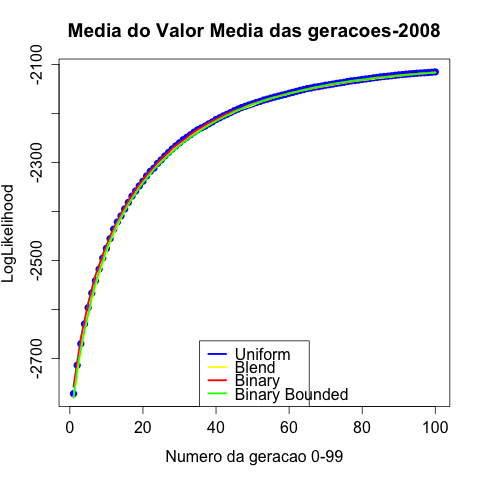 Media do Valor Media das geracoes-2008
LogLikelihood
-2100
-2300
-2500
-2700
Uniform
Blend
Binary
Binary Bounded
0 20 40 60 80 100
Numero da geracao 0-99